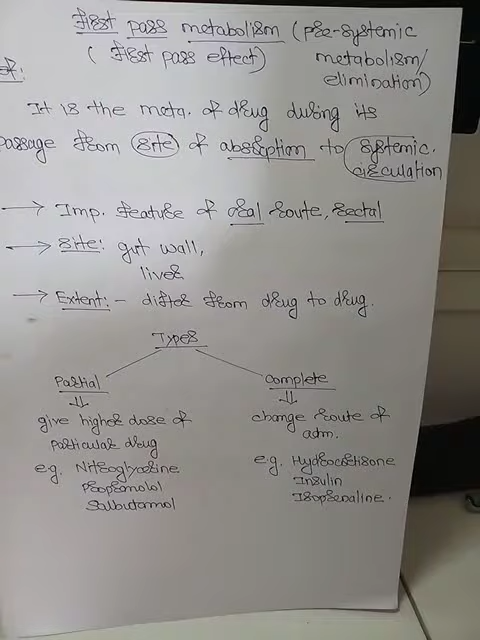 First pass metabolism (pre-systemic
( First pass effect) metabolism/
elimination)
ef:
It is the meta. of drug during its
passage from site of absorption to systemic.
circulation
→ Imp. feature of oral route, rectal
→ Site: gut wall,
liver
→ Extent:- differ from drug to drug.
Types
Partial
⇓
give higher dose of
Particular drug
e.g. Nitroglycrine
Propranolol
Salbutamol
Complete
⇓
change route of
adm.
e.g. Hydrocortisone
Insulin
Isoprenaline.